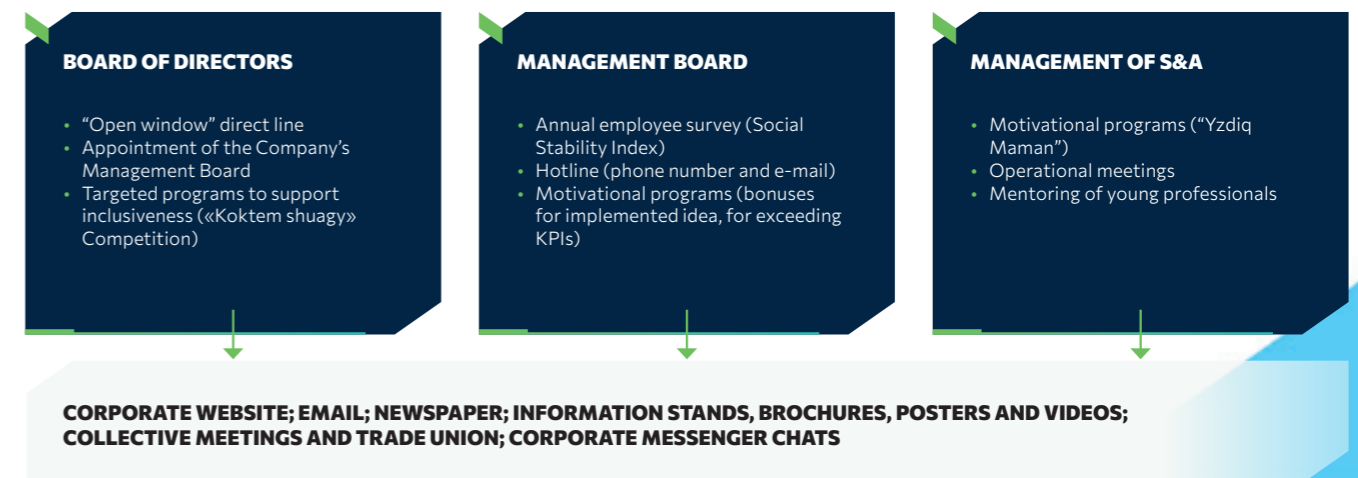 BOARD OF DIRECTORS
• “Open window” direct line
• Appointment of the Company’s
Management Board
• Targeted programs to support
inclusiveness («Koktem shuagy»
Competition)
MANAGEMENT BOARD
• Annual employee survey (Social
Stability Index)
• Hotline (phone number and e-mail)
• Motivational programs (bonuses
for implemented idea, for exceeding
KPIs)
MANAGEMENT OF S&A
• Motivational programs (“Yzdiq
Maman”)
• Operational meetings
• Mentoring of young professionals
CORPORATE WEBSITE; EMAIL; NEWSPAPER; INFORMATION STANDS, BROCHURES, POSTERS AND VIDEOS;
COLLECTIVE MEETINGS AND TRADE UNION; CORPORATE MESSENGER CHATS